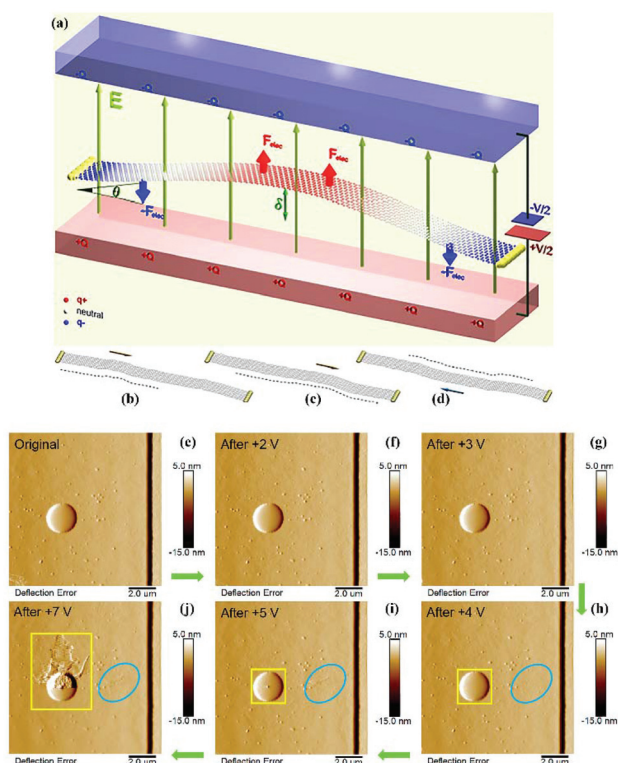 (a)
-Q -Q -Q -Q -Q -Q -Q
E
F elec
F elec
θ
-F elec
δ
-V/2
+V/2
-F elec
+Q +Q +Q +Q +Q +Q +Q
q+
neutral
q-
(b) (c) (d)
Original (e) After +2 V (f) After +3 V (g)
5.0 nm 5.0 nm 5.0 nm
-15.0 nm -15.0 nm -15.0 nm
Deflection Error 2.0 um Deflection Error 2.0 um Deflection Error 2.0 um
After +7 V (j) After +5 V (i) After +4 V (h)
5.0 nm 5.0 nm 5.0 nm
-15.0 nm -15.0 nm -15.0 nm
Deflection Error 2.0 um Deflection Error 2.0 um Deflection Error 2.0 um